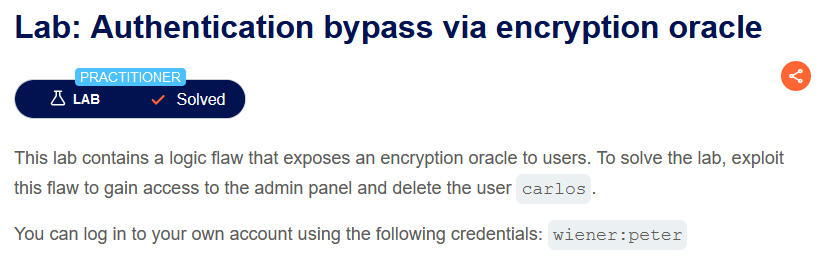 Lab: Authentication bypass via encryption oracle
PRACTITIONER
LAB Solved
This lab contains a logic flaw that exposes an encryption oracle to users. To solve the lab, exploit
this flaw to gain access to the admin panel and delete the user carlos.
You can log in to your own account using the following credentials: wiener:peter